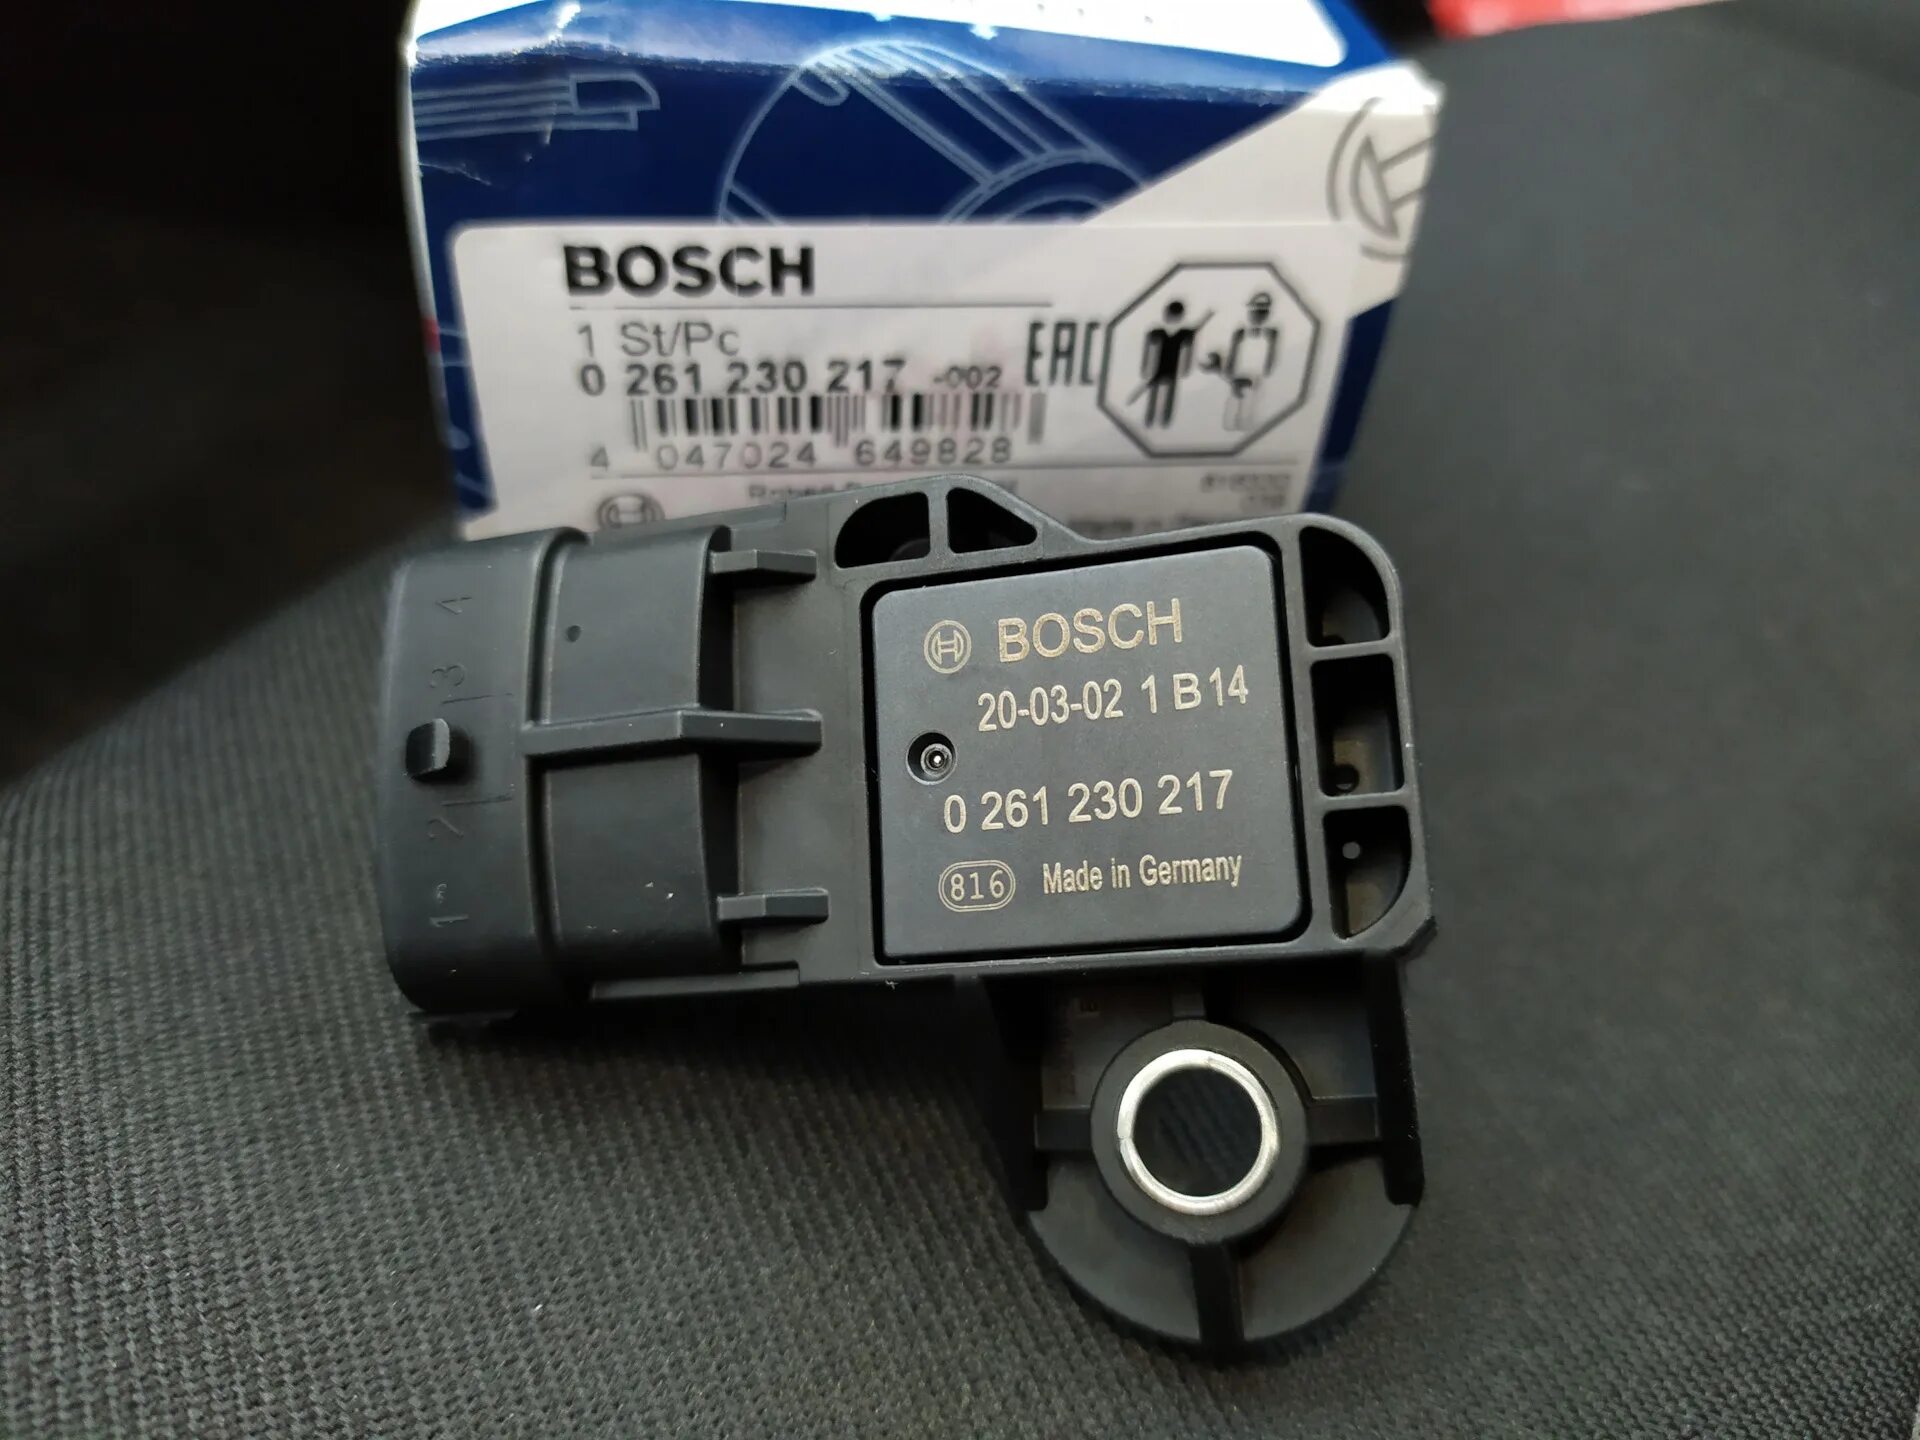 BOSCH
1 St/Pc
0 261 230 217 -002
EAC
4 047024 649828
BOSCH
20-03-02 1 B 14
0 261 230 217
816 Made in Germany
1 2 3 4